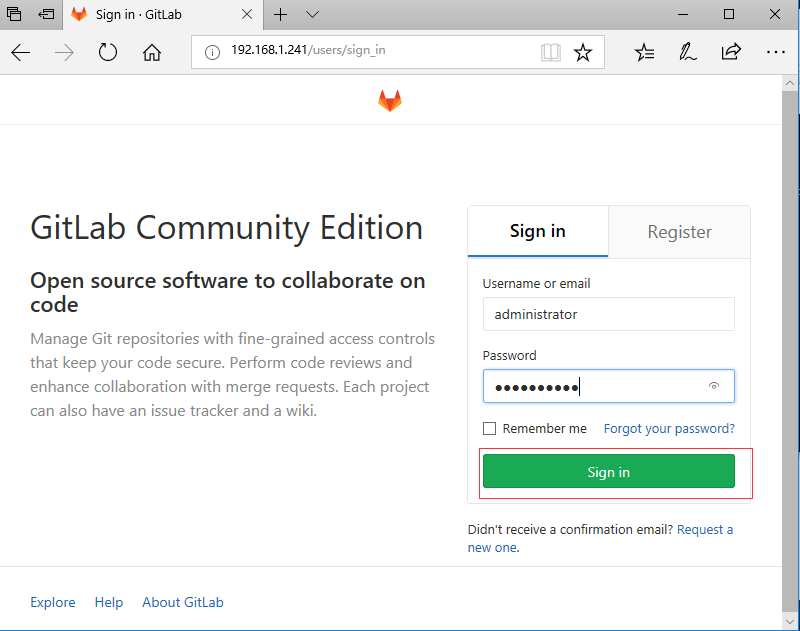 Sign in · GitLab
192.168.1.241/users/sign_in
GitLab Community Edition
Open source software to collaborate on
code
Manage Git repositories with fine-grained access controls
that keep your code secure. Perform code reviews and
enhance collaboration with merge requests. Each project
can also have an issue tracker and a wiki.
Sign in
Register
Username or email
administrator
Password
●●●●●●●●●●
Remember me
Forgot your password?
Sign in
Didn't receive a confirmation email? Request a
new one.
Explore Help About GitLab